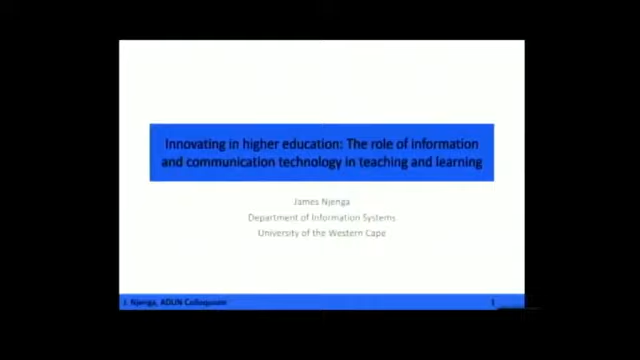 Innovating in higher education: The role of information
and communication technology in teaching and learning
James Njenga
Department of Information Systems
University of the Western Cape
J. Njenga, ADUN Colloquium
1